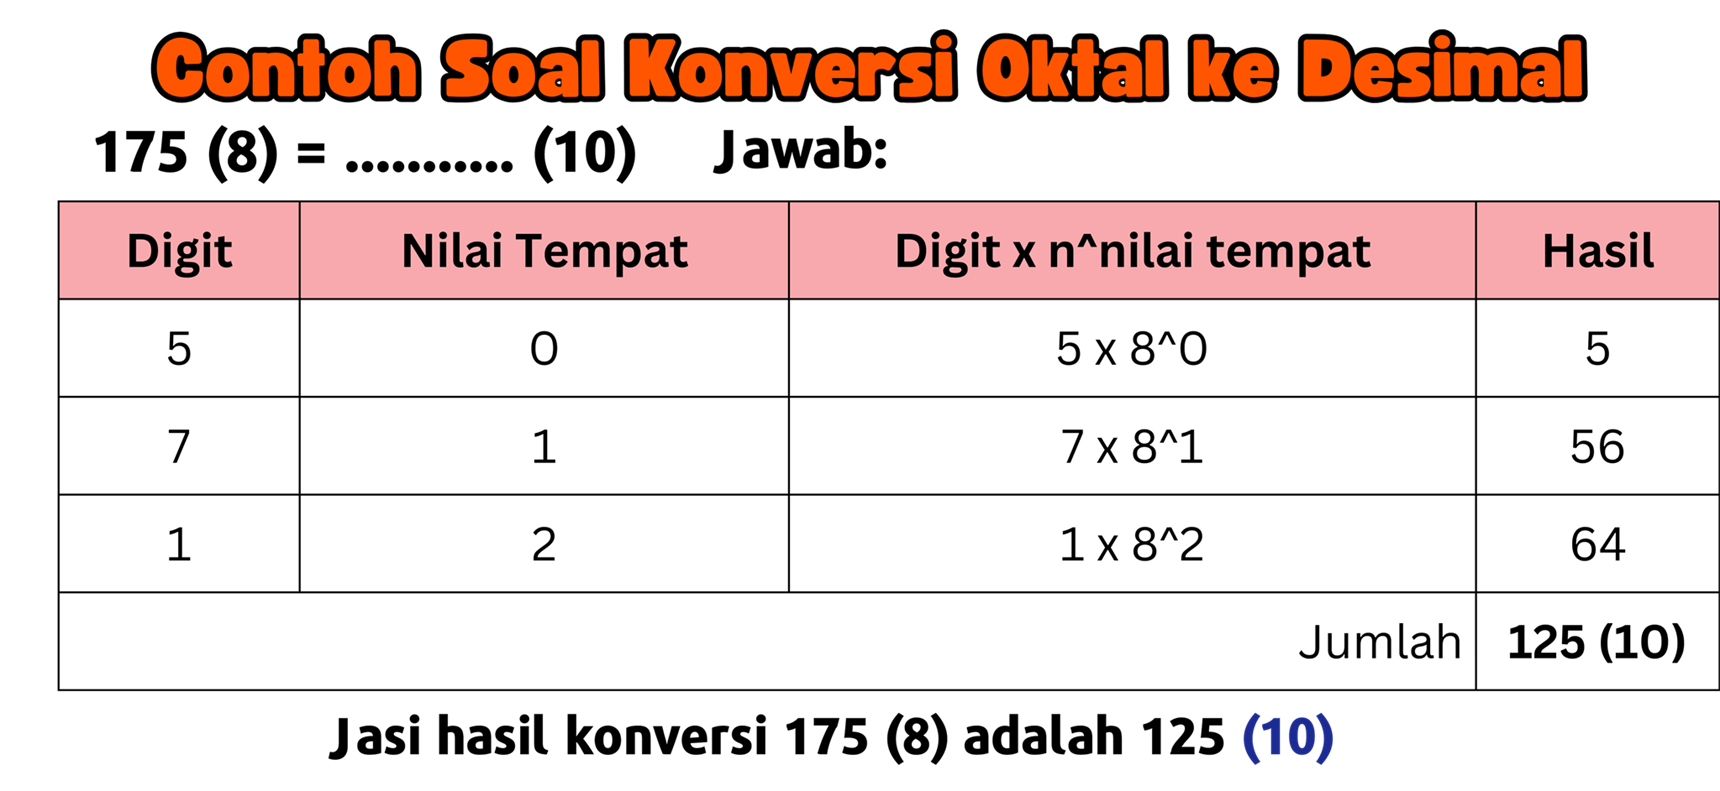 Contoh Soal Konversi Oktal ke Desimal
175 (8) = ........... (10) Jawab:
Digit Nilai Tempat Digit x n^nilai tempat Hasil
5 0 5 x 8^0 5
7 1 7 x 8^1 56
1 2 1 x 8^2 64
Jumlah 125 (10)
Jasi hasil konversi 175 (8) adalah 125 (10)